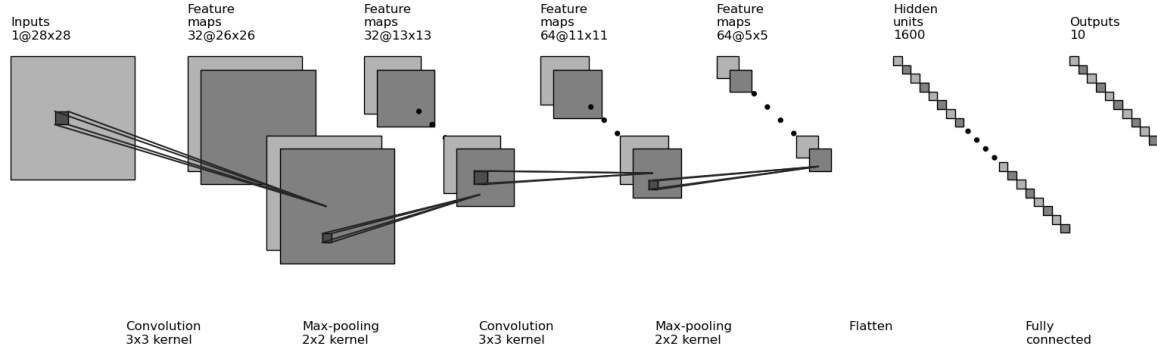 Inputs
1@28x28
Feature
maps
32@26x26
Feature
maps
32@13x13
Feature
maps
64@11x11
Feature
maps
64@5x5
Hidden
units
1600
Outputs
10
Convolution
3x3 kernel
Max-pooling
2x2 kernel
Convolution
3x3 kernel
Max-pooling
2x2 kernel
Flatten
Fully
connected